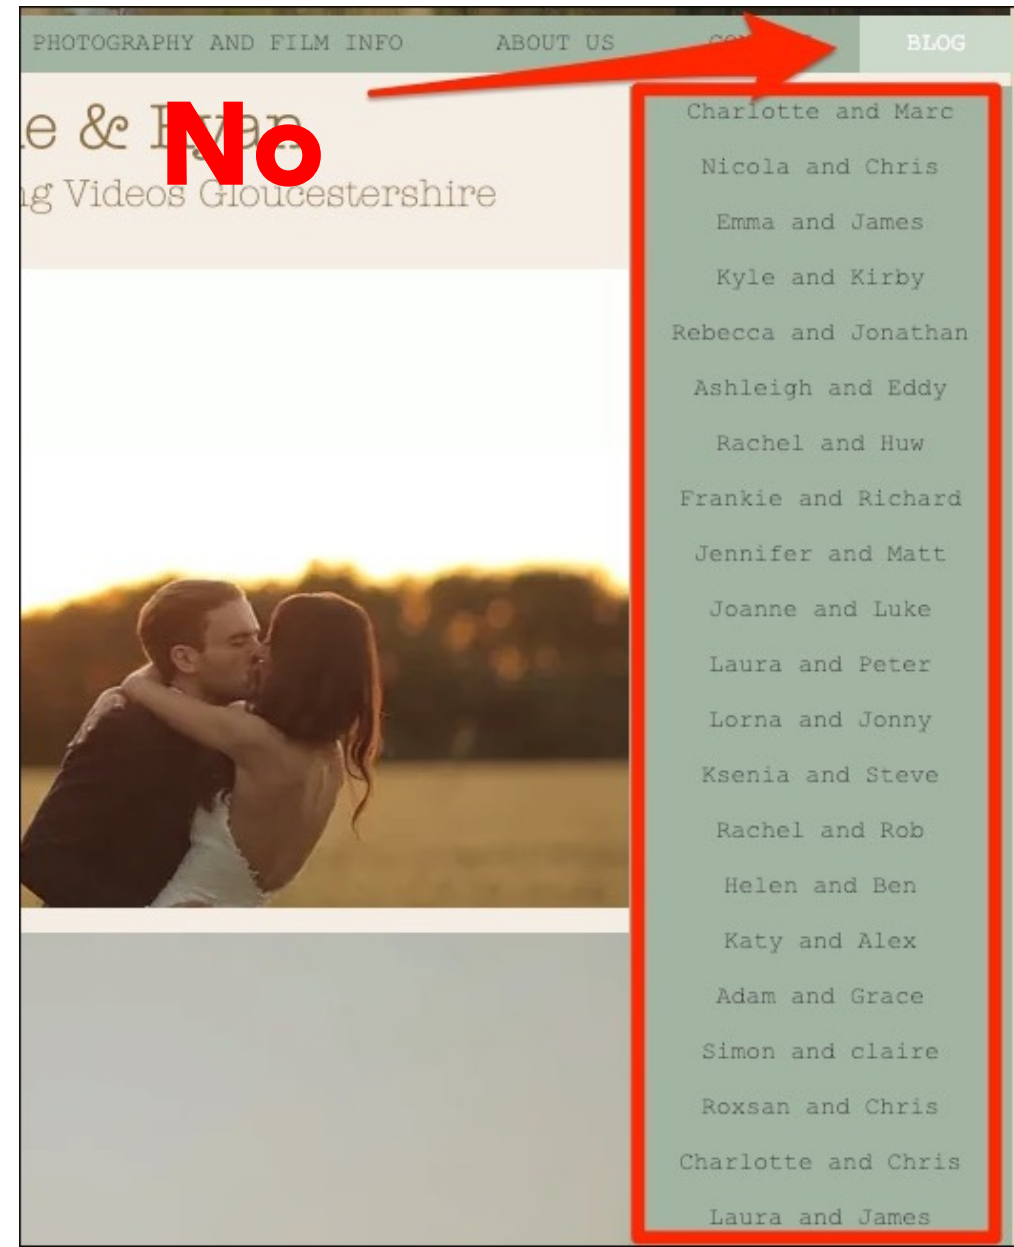 PHOTOGRAPHY AND FILM INFO ABOUT US BLOG
e & Ryan
No
ng Videos Gloucestershire
Charlotte and Marc
Nicola and Chris
Emma and James
Kyle and Kirby
Rebecca and Jonathan
Ashleigh and Eddy
Rachel and Huw
Frankie and Richard
Jennifer and Matt
Joanne and Luke
Laura and Peter
Lorna and Jonny
Ksenia and Steve
Rachel and Rob
Helen and Ben
Katy and Alex
Adam and Grace
Simon and claire
Roxsan and Chris
Charlotte and Chris
Laura and James